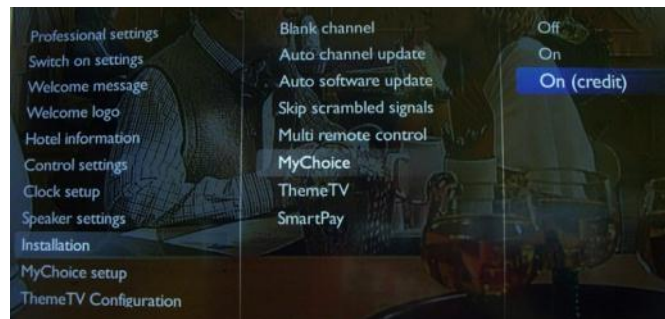 Professional settings
Switch on settings
Welcome message
Welcome logo
Hotel information
Control settings
Clock setup
Speaker settings
Installation
MyChoice setup
ThemeTV Configuration
Blank channel
Auto channel update
Auto software update
Skip scrambled signals
Multi remote control
MyChoice
ThemeTV
SmartPay
Off
On
On (credit)